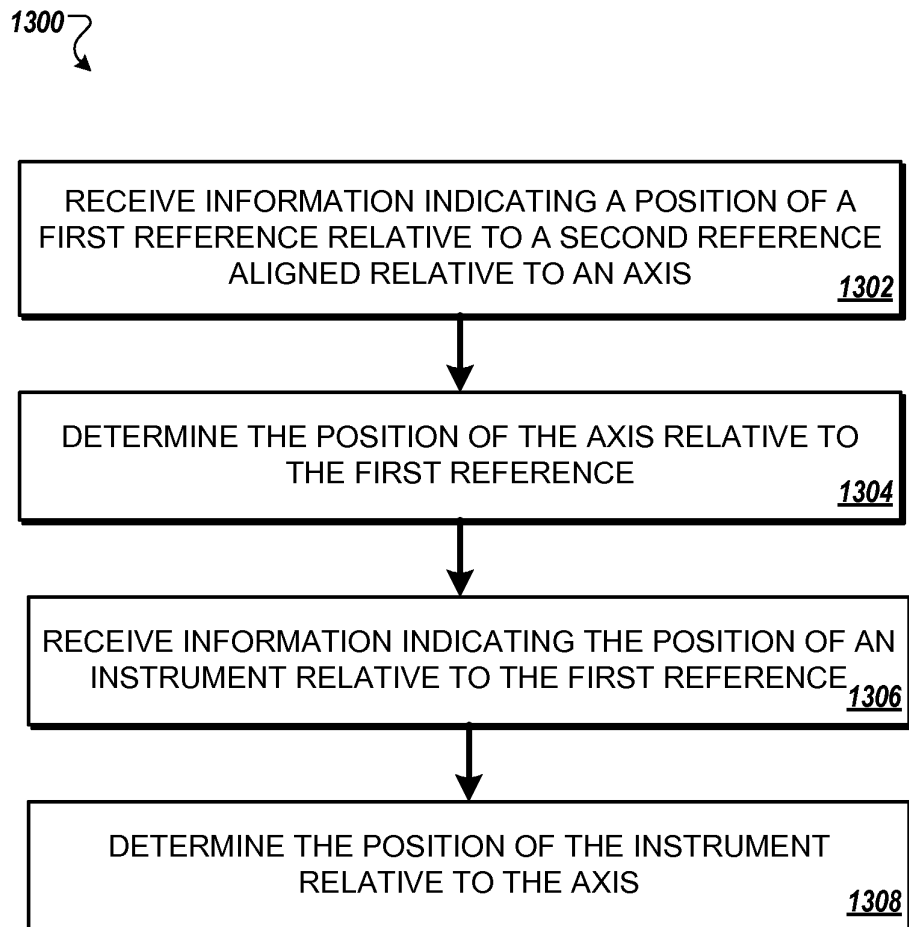 1300
RECEIVE INFORMATION INDICATING A POSITION OF A
FIRST REFERENCE RELATIVE TO A SECOND REFERENCE
ALIGNED RELATIVE TO AN AXIS
1302
DETERMINE THE POSITION OF THE AXIS RELATIVE TO
THE FIRST REFERENCE
1304
RECEIVE INFORMATION INDICATING THE POSITION OF AN
INSTRUMENT RELATIVE TO THE FIRST REFERENCE
1306
DETERMINE THE POSITION OF THE INSTRUMENT
RELATIVE TO THE AXIS
1308